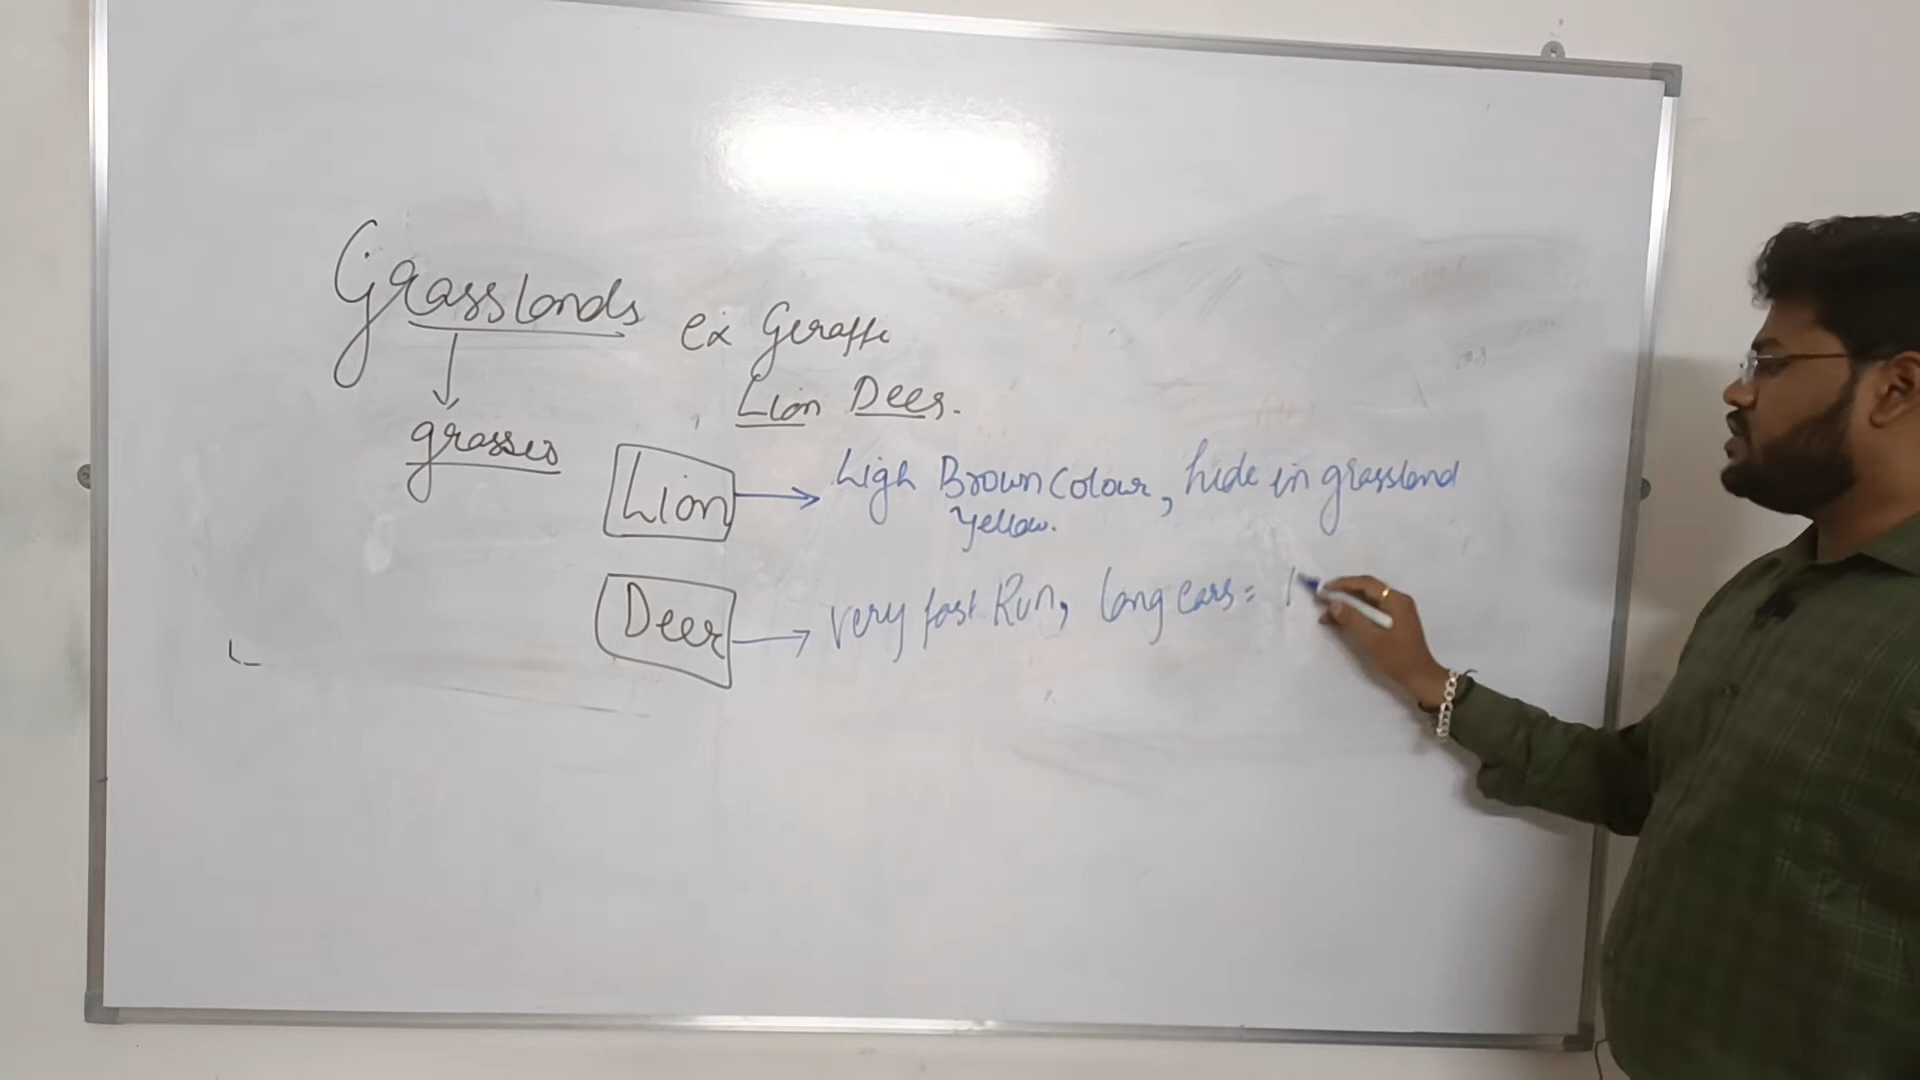 Grasslands ex Geraffe
Lion Deer.
grasses
Lion → Ligh Brown Colour, hide in grassland
Yellow.
Deer → very fast Run, long ears =